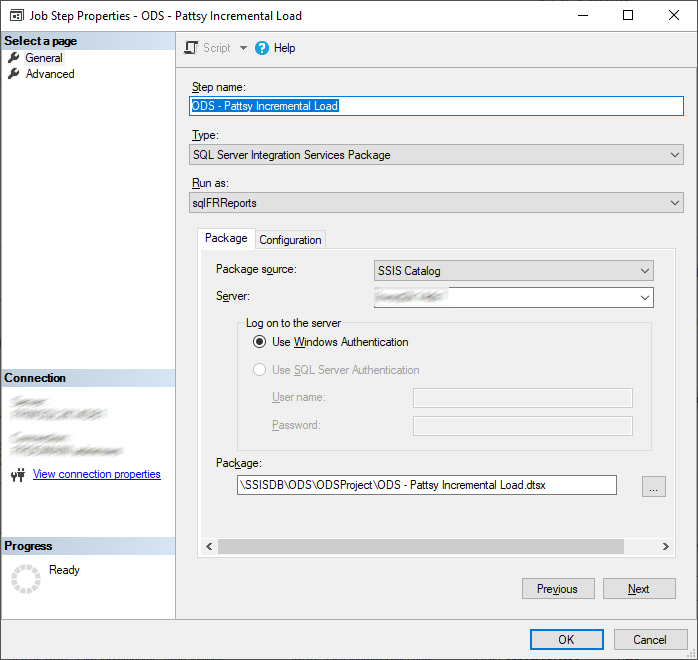 Job Step Properties - ODS - Pattsy Incremental Load
Select a page
General
Advanced
Script
Help
Step name:
ODS - Pattsy Incremental Load
Type:
SQL Server Integration Services Package
Run as:
sqlFRReports
Package
Configuration
Package source:
SSIS Catalog
Server:
Log on to the server
Use Windows Authentication
Use SQL Server Authentication
User name:
Password:
Package:
\SSISDB\ODS\ODSProject\ODS - Pattsy Incremental Load.dtsx
...
Connection
View connection properties
Progress
Ready
Previous
Next
OK
Cancel